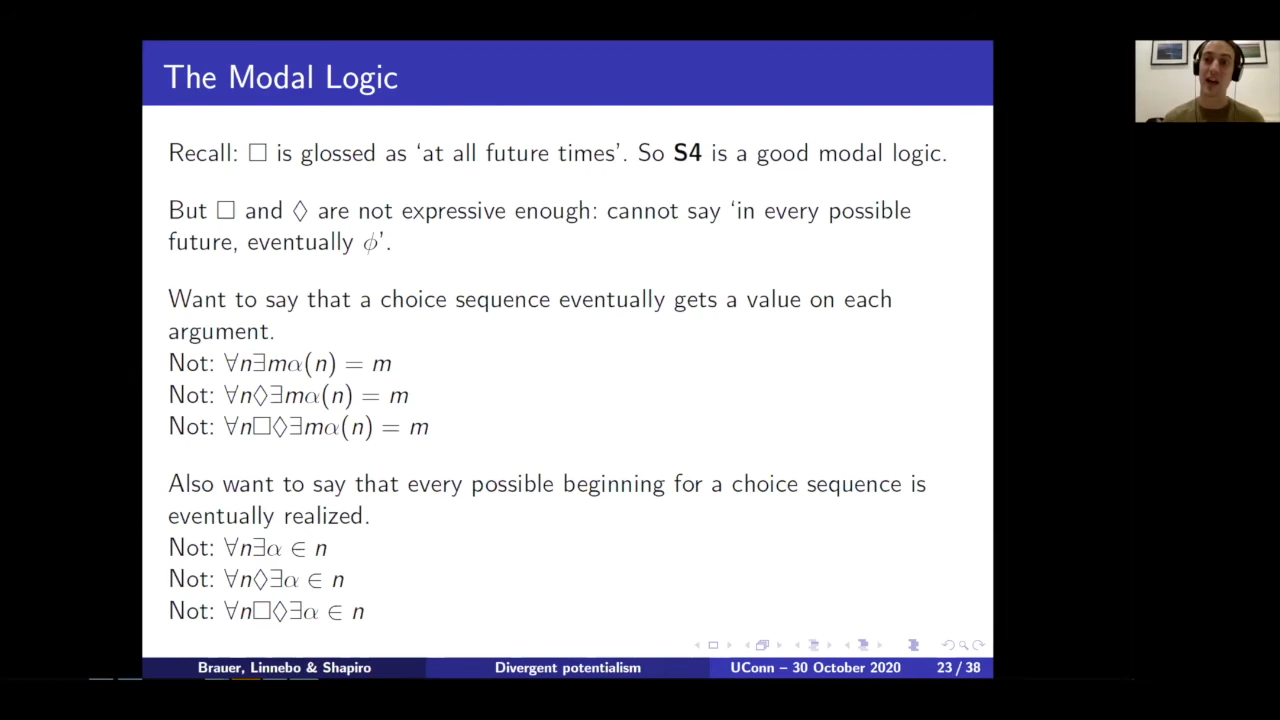 The Modal Logic
Recall: □ is glossed as ‘at all future times’. So S4 is a good modal logic.
But □ and ◊ are not expressive enough: cannot say ‘in every possible
future, eventually ϕ’.
Want to say that a choice sequence eventually gets a value on each
argument.
Not: ∀n∃mα(n) = m
Not: ∀n◊∃mα(n) = m
Not: ∀n□◊∃mα(n) = m
Also want to say that every possible beginning for a choice sequence is
eventually realized.
Not: ∀n∃α ∈ n
Not: ∀n◊∃α ∈ n
Not: ∀n□◊∃α ∈ n
Brauer, Linnebo & Shapiro Divergent potentialism UConn – 30 October 2020 23 / 38